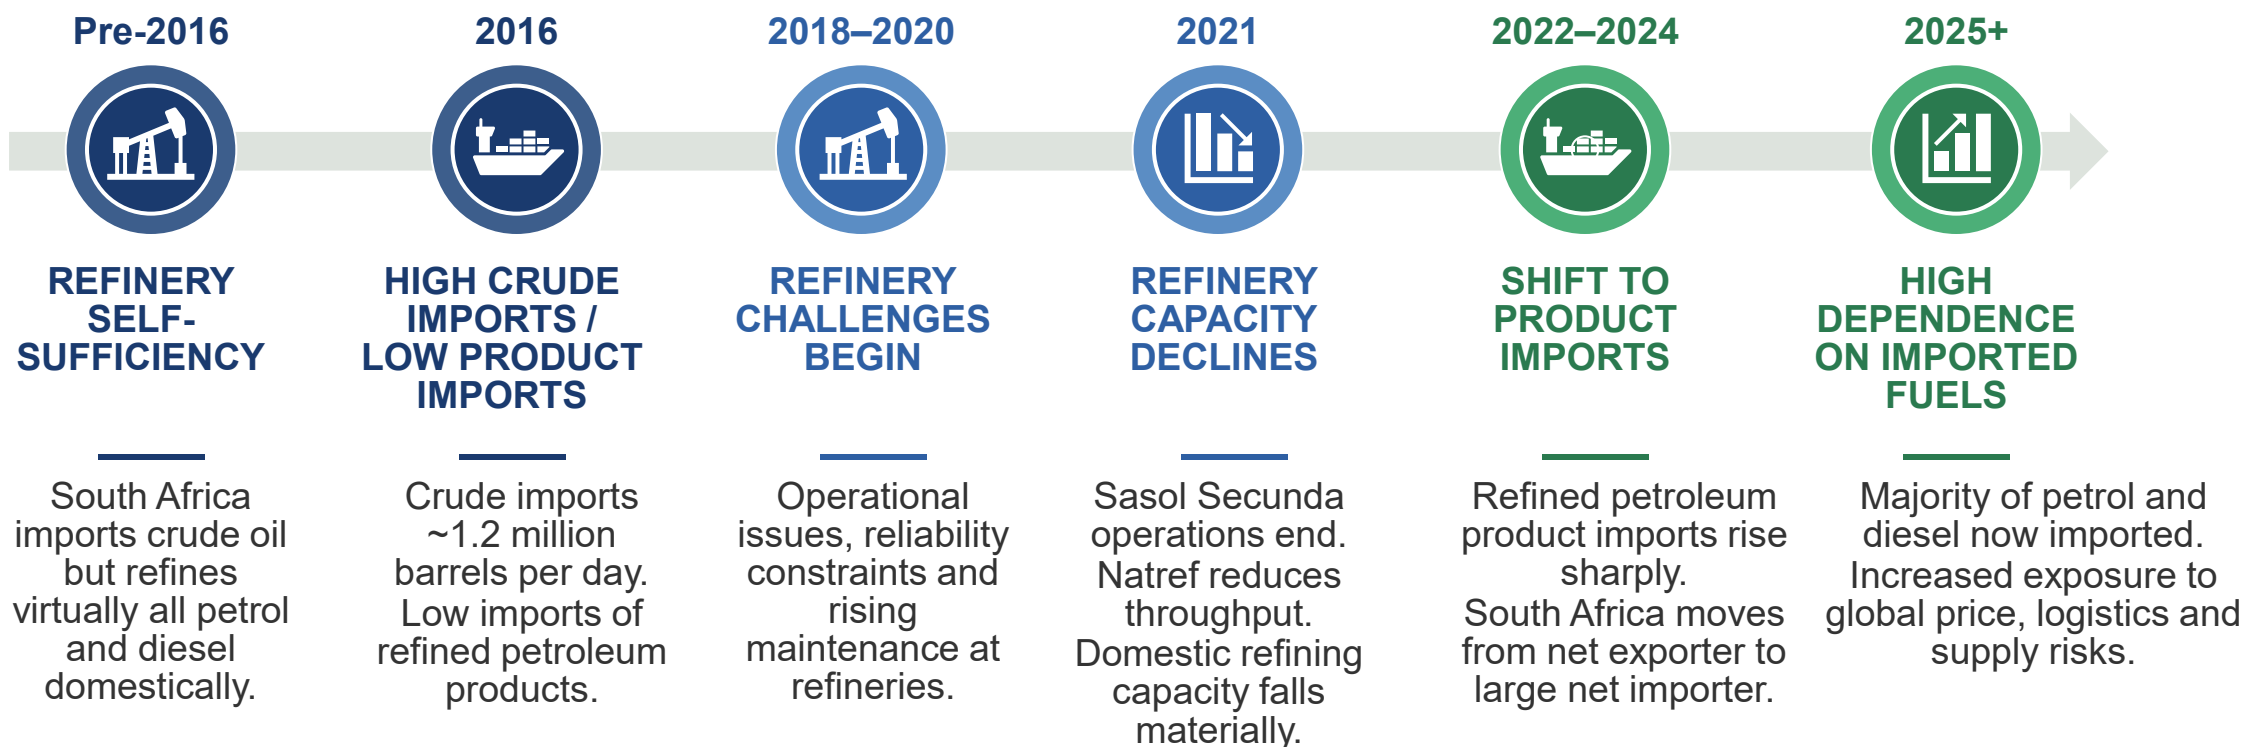 Pre-2016
REFINERY
SELF-
SUFFICIENCY
South Africa
imports crude oil
but refines
virtually all petrol
and diesel
domestically.
2016
HIGH CRUDE
IMPORTS /
LOW PRODUCT
IMPORTS
Crude imports
~1.2 million
barrels per day.
Low imports of
refined petroleum
products.
2018–2020
REFINERY
CHALLENGES
BEGIN
Operational
issues, reliability
constraints and
rising
maintenance at
refineries.
2021
REFINERY
CAPACITY
DECLINES
Sasol Secunda
operations end.
Natref reduces
throughput.
Domestic refining
capacity falls
materially.
2022–2024
SHIFT TO
PRODUCT
IMPORTS
Refined petroleum
product imports rise
sharply.
South Africa moves
from net exporter to
large net importer.
2025+
HIGH
DEPENDENCE
ON IMPORTED
FUELS
Majority of petrol and
diesel now imported.
Increased exposure to
global price, logistics and
supply risks.